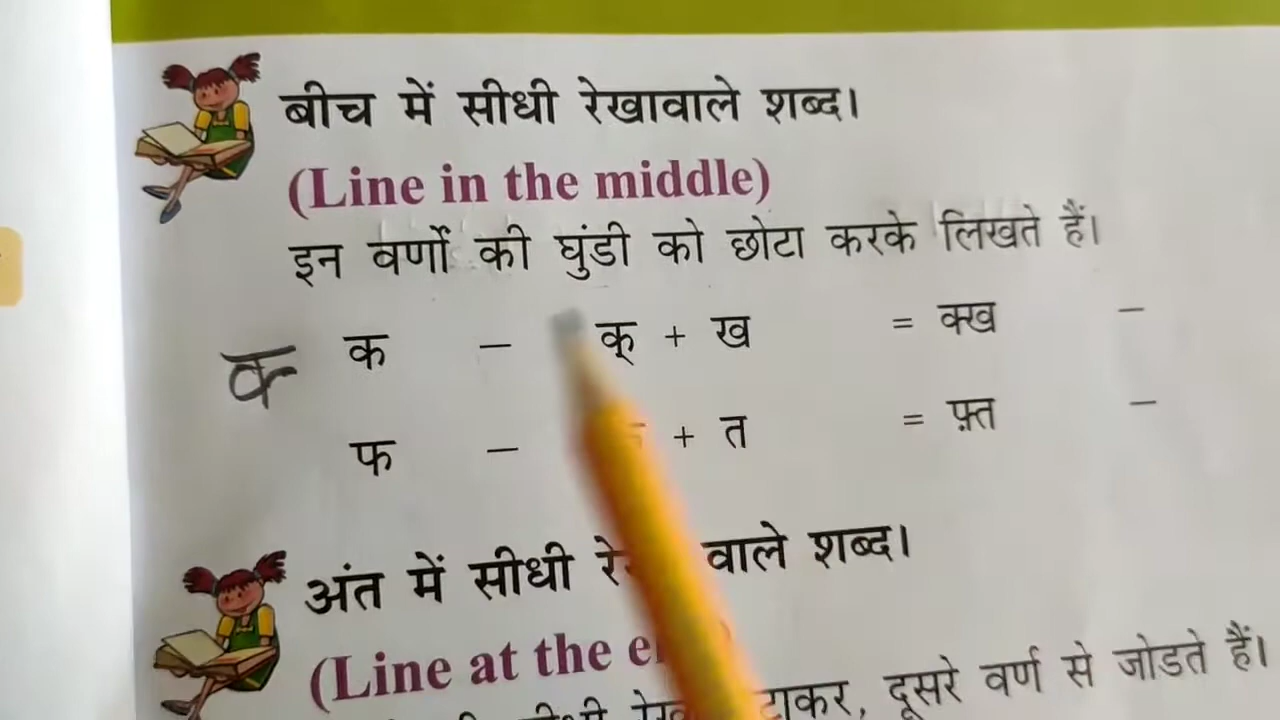 बीच में सीधी रेखावाले शब्द।
(Line in the middle)
इन वर्णों की घुंडी को छोटा करके लिखते हैं।
क क – क् + ख = क्ख –
फ – + त = फ़्त –
अंत में सीधी वाले शब्द।
(Line at the
सीधी दूसरे वर्ण से जोडते हैं।